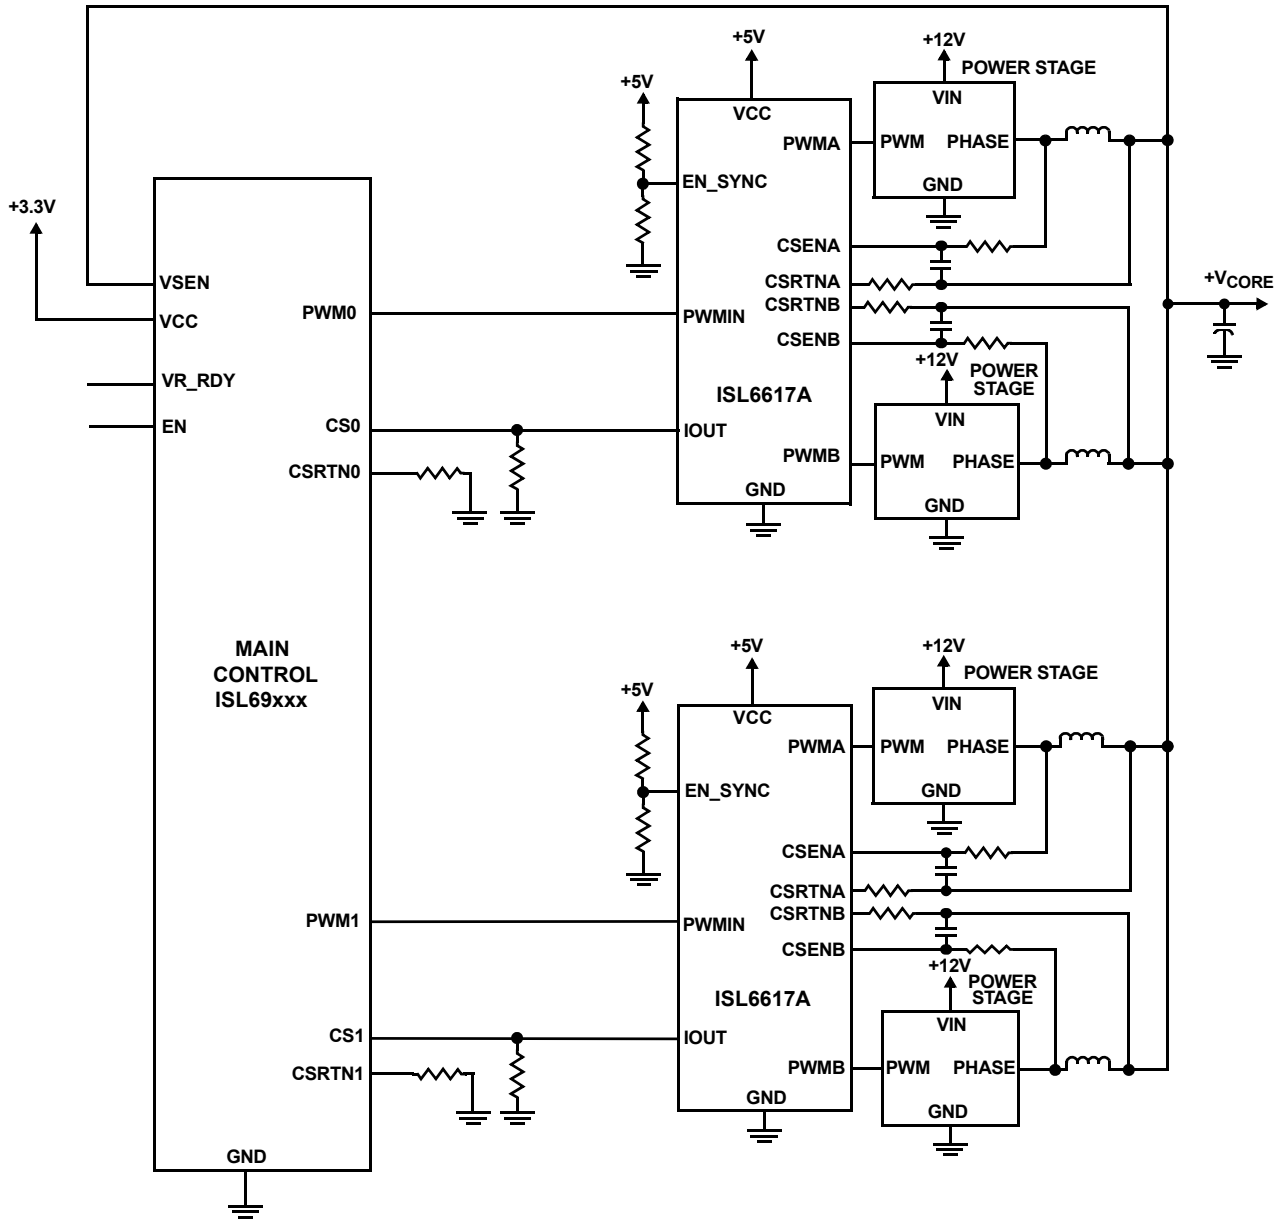 +5V
+12V
POWER STAGE
+5V
VIN
VCC
PWMA
PWM
PHASE
EN_SYNC
GND
+3.3V
CSENA
VSEN
CSRTNA
+VCORE
CSRTNB
PWM0
PWMIN
VCC
CSENB
+12V
POWER
STAGE
VR_RDY
ISL6617A
VIN
EN
CS0
IOUT
PWMB
PWM
PHASE
CSRTN0
GND
GND
+5V
+12V
POWER STAGE
MAIN
CONTROL
ISL69xxx
+5V
VIN
VCC
PWMA
PWM
PHASE
EN_SYNC
GND
CSENA
CSRTNA
CSRTNB
PWM1
PWMIN
CSENB
+12V
POWER
STAGE
ISL6617A
VIN
CS1
IOUT
PWMB
PWM
PHASE
CSRTN1
GND
GND
GND